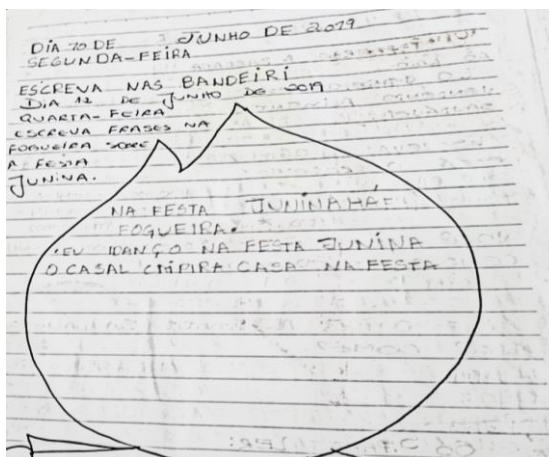 DIA 10 DE JUNHO DE 2019
SEGUNDA-FEIRA
ESCREVA NAS BANDEIRI
DIA 12 DE JUNHO DE 2019
QUARTA-FEIRA
ESCREVA FRASES NA
FOGUEIRA SOBRE
A FESTA
JUNINA.
NA FESTA JUNINA HÁ
FOGUEIRA.
EU DANÇO NA FESTA JUNINA
O CASAL CAIPIRA CASA NA FESTA